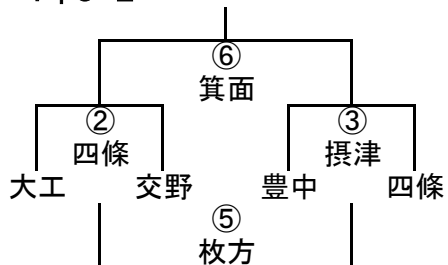 ⑥
箕面
② ③
四條 摂津
大工 交野 豊中 四條
⑤
枚方